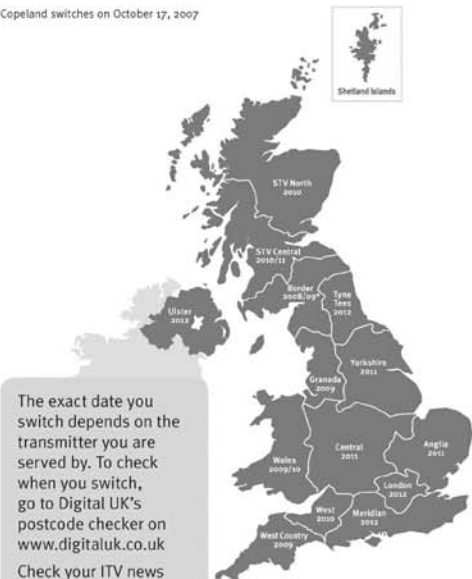 Copeland switches on October 17, 2007
Shetland Islands
STV North
2010
STV Central
2010/11
Border
2008/09*
Tyne
Tees
2012
Ulster
2012
Granada
2009
Yorkshire
2011
Wales
2009/10
Central
2011
Anglia
2011
London
2012
West
2010
Meridian
2012
West Country
2009
The exact date you
switch depends on the
transmitter you are
served by. To check
when you switch,
go to Digital UK's
postcode checker on
www.digitaluk.co.uk
Check your ITV news